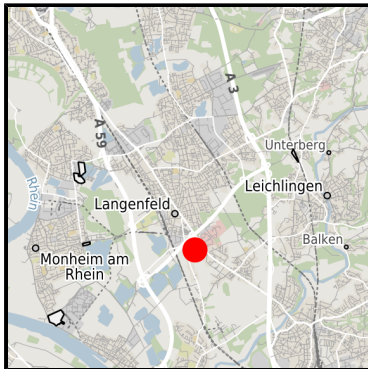 A 3
A 59
Unterberg
Leichlingen
Rhein
Langenfeld
Balken
Monheim am
Rhein